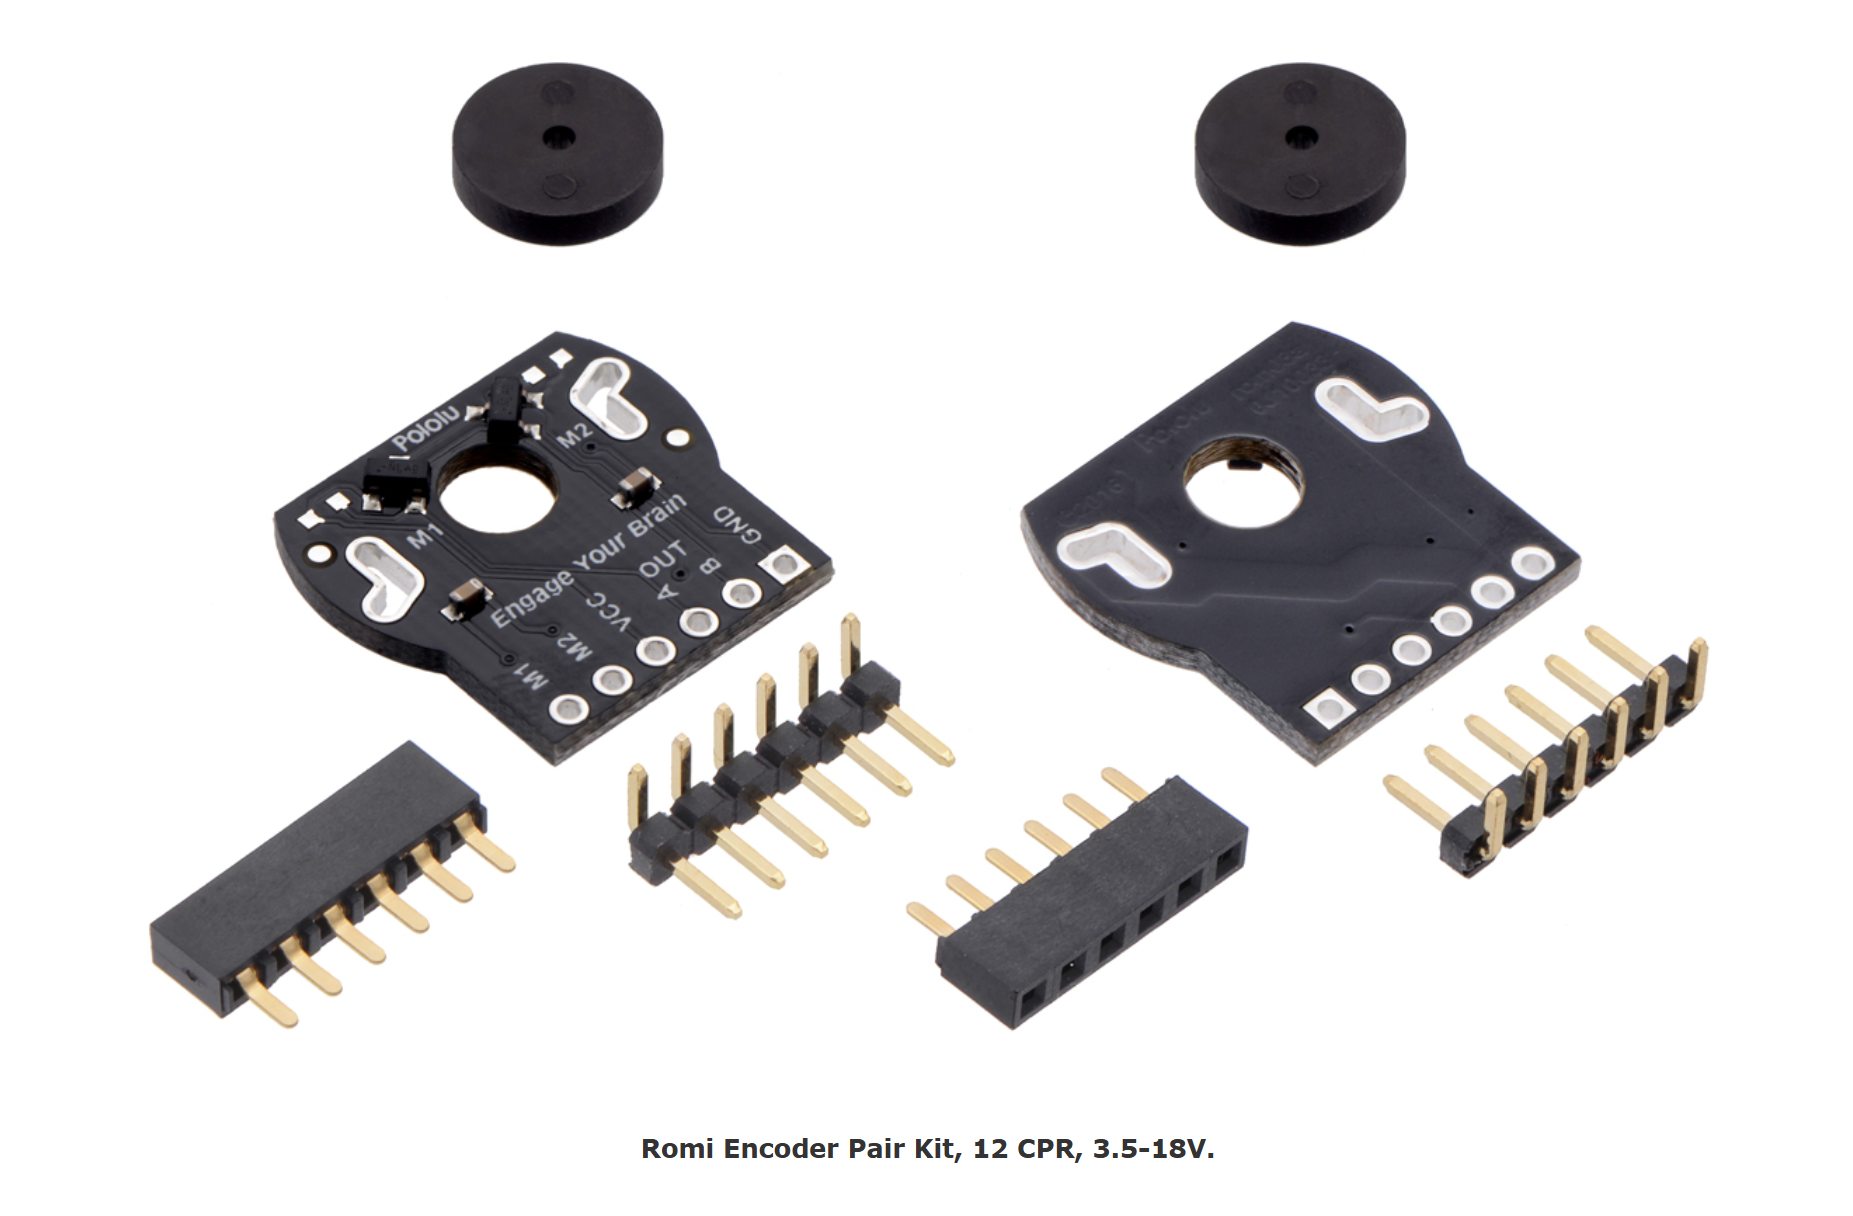 Pololu
M2
M1
Engage Your Brain
GND
B
OUT
A
VCC
M2
M1
Romi Encoder Pair Kit, 12 CPR, 3.5-18V.